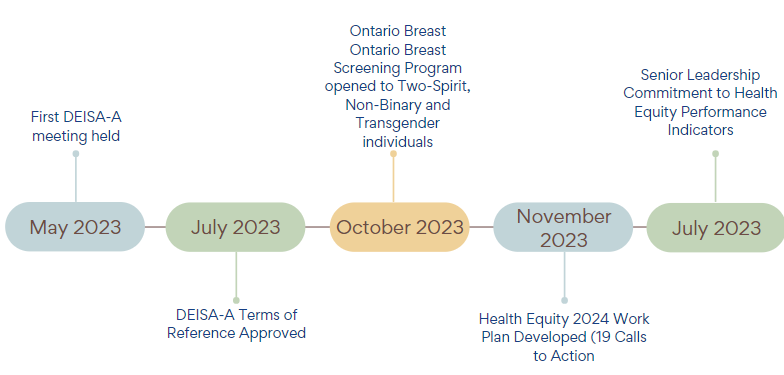 Ontario Breast
Ontario Breast
Screening Program
opened to Two-Spirit,
Non-Binary and
Transgender
individuals
Senior Leadership
Commitment to Health
Equity Performance
Indicators
First DEISA-A
meeting held
May 2023
July 2023
October 2023
November
2023
July 2023
DEISA-A Terms of
Reference Approved
Health Equity 2024 Work
Plan Developed (19 Calls
to Action